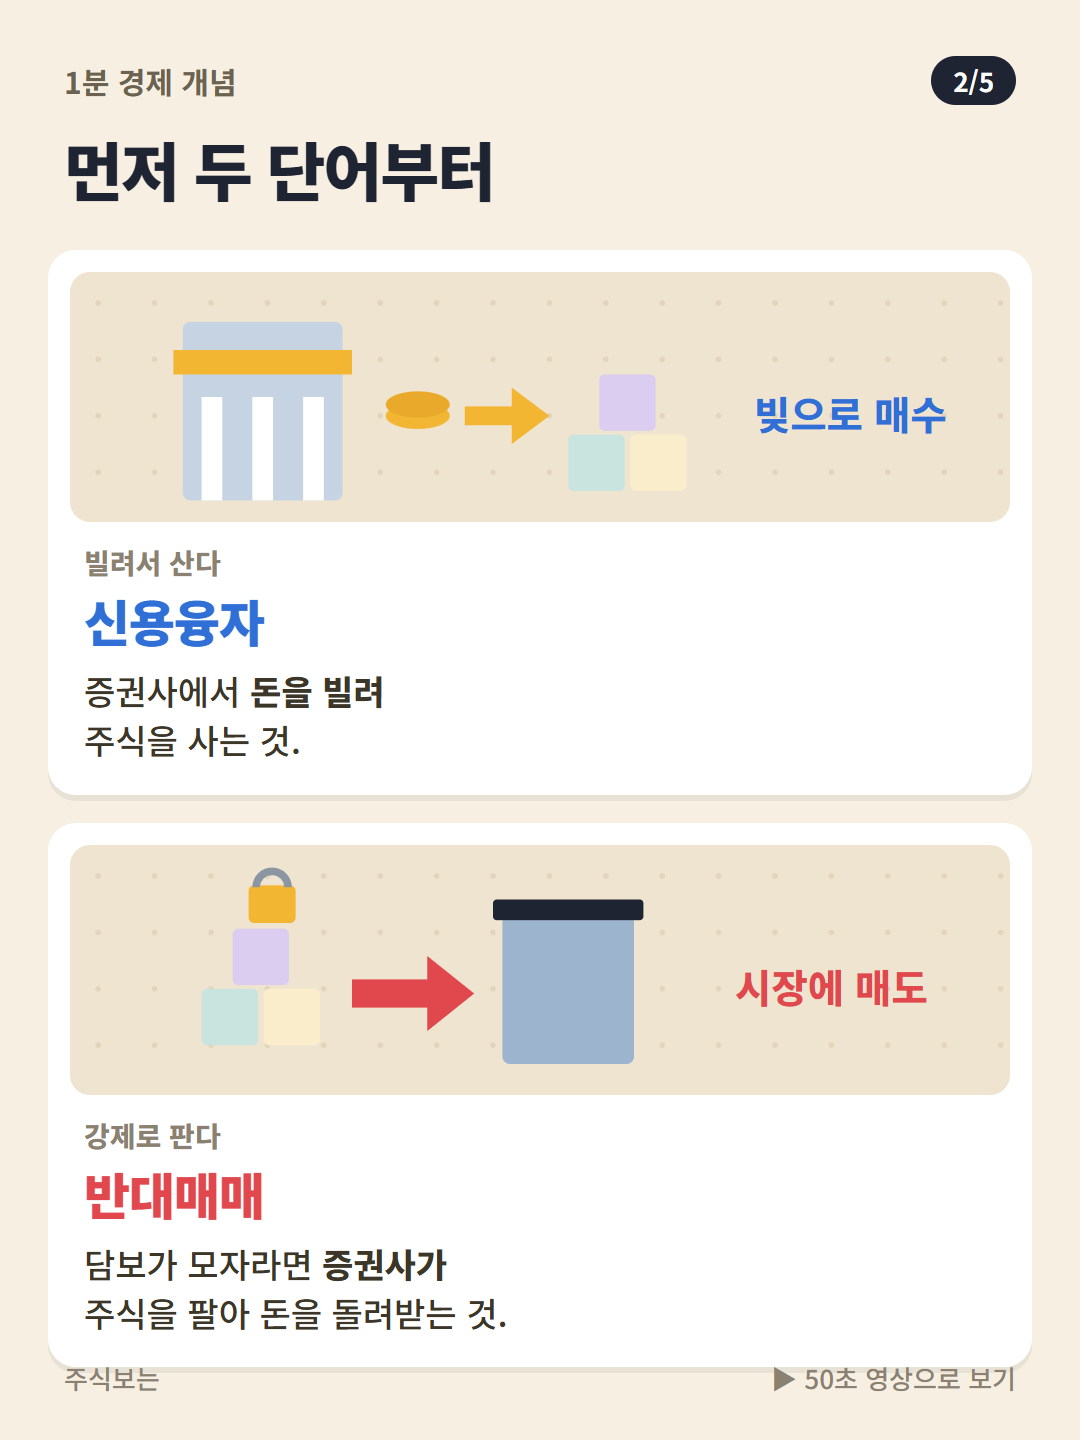 1분 경제 개념
2/5
먼저 두 단어부터
빚으로 매수
빌려서 산다
신용융자
증권사에서 돈을 빌려
주식을 사는 것.
시장에 매도
강제로 판다
반대매매
담보가 모자라면 증권사가
주식을 팔아 돈을 돌려받는 것.
주식보는
▶ 50초 영상으로 보기